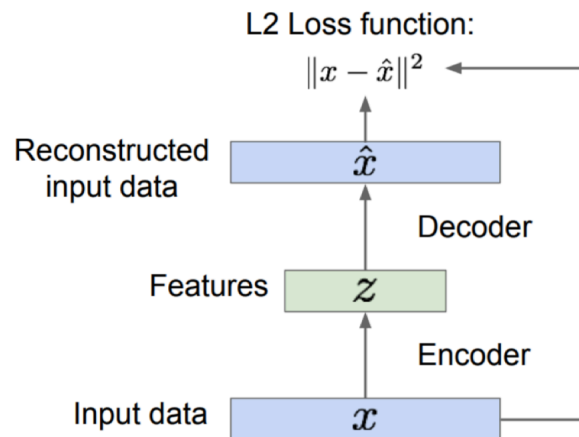 L2 Loss function:
‖x − x̂‖²
Reconstructed
input data
x̂
Decoder
Features
z
Encoder
Input data
x